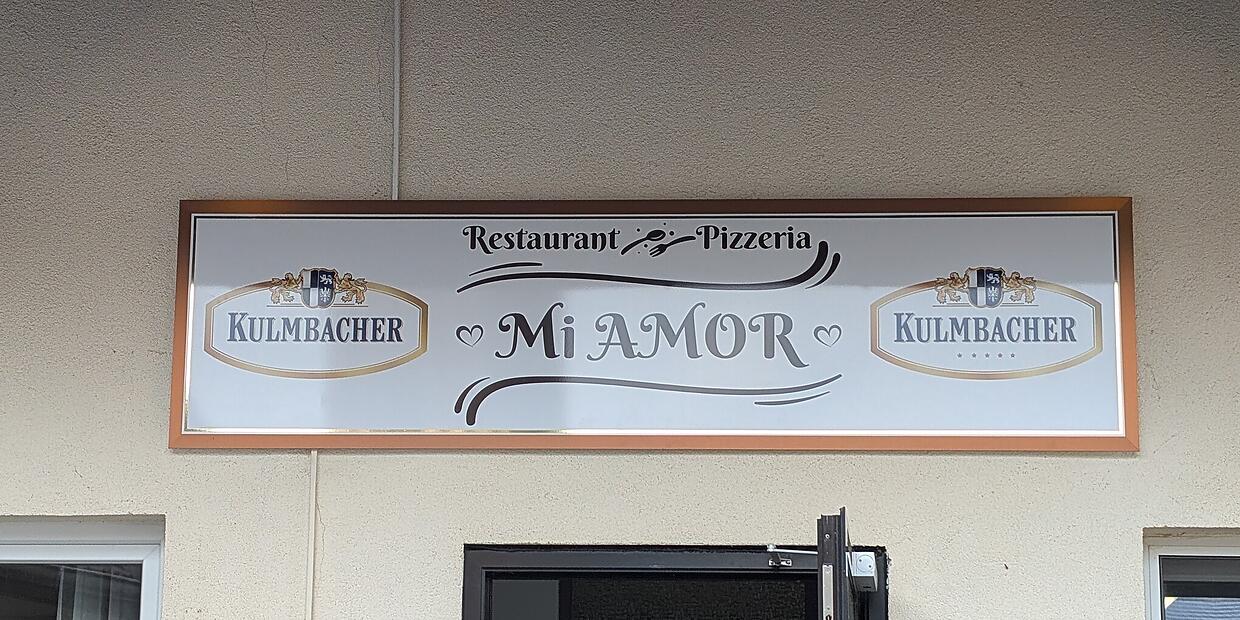 Restaurant Pizzeria
KULMBACHER
Mi AMOR
KULMBACHER